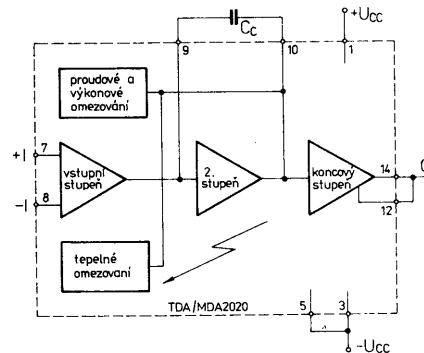 +Ucc
Cc
9
10
1
proudové a
výkonové omezování
7
+I
vstupní
stupeň
2.
stupeň
koncový
stupeň
14
-I
8
12
tepelné
omezovaní
TDA/MDA2020
5
3
-Ucc